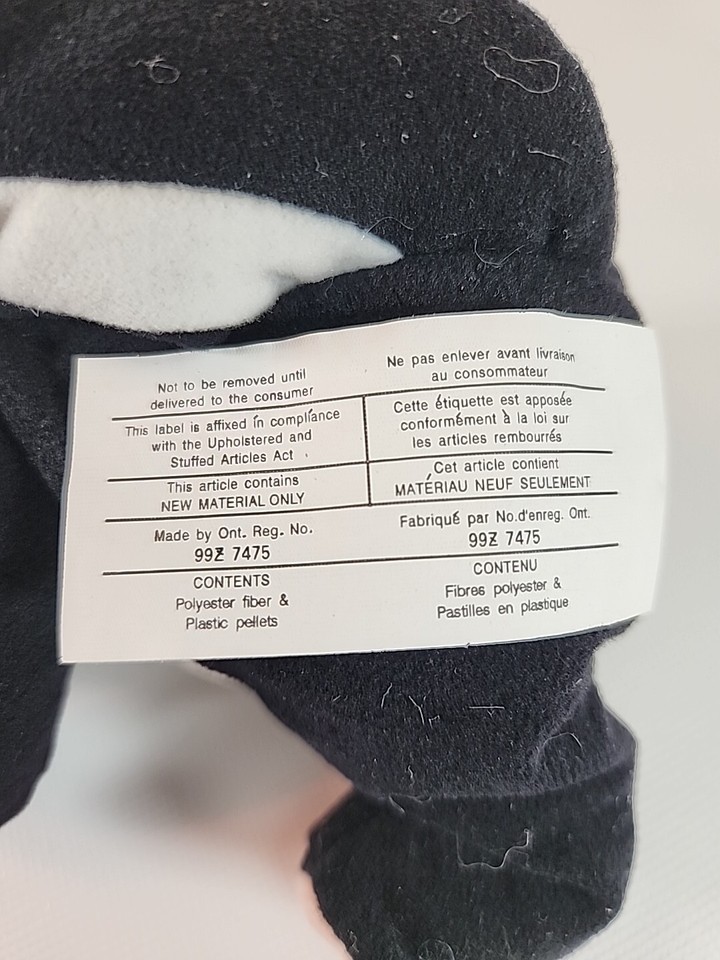 Not to be removed until
delivered to the consumer
Ne pas enlever avant livraison
au consommateur
This label is affixed in compliance
with the Upholstered and
Stuffed Articles Act
Cette étiquette est apposée
conformément à la loi sur
les articles rembourrés
This article contains
NEW MATERIAL ONLY
Cet article contient
MATÉRIAU NEUF SEULEMENT
Made by Ont. Reg. No.
99Z 7475
Fabriqué par No.d'enreg. Ont.
99Z 7475
CONTENTS
Polyester fiber &
Plastic pellets
CONTENU
Fibres polyester &
Pastilles en plastique